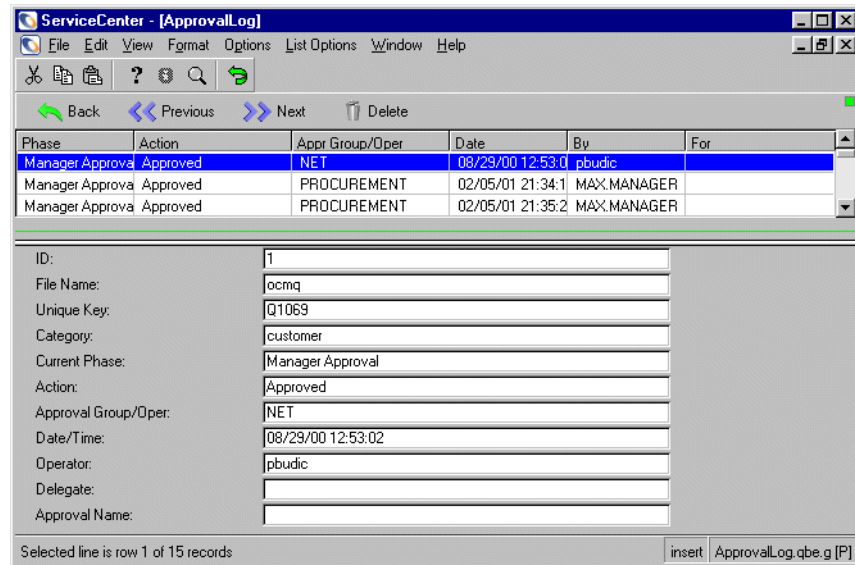 ServiceCenter - [ApprovalLog]
File Edit View Format Options List Options Window Help
Back Previous Next Delete
Phase Action Appr Group/Oper Date By For
Manager Approva Approved NET 08/29/00 12:53:0 pbudic
Manager Approva Approved PROCUREMENT 02/05/01 21:34:1 MAX.MANAGER
Manager Approva Approved PROCUREMENT 02/05/01 21:35:2 MAX.MANAGER
ID: 1
File Name: ocmq
Unique Key: Q1069
Category: customer
Current Phase: Manager Approval
Action: Approved
Approval Group/Oper: NET
Date/Time: 08/29/00 12:53:02
Operator: pbudic
Delegate:
Approval Name:
Selected line is row 1 of 15 records insert ApprovalLog.qbe.g [P]